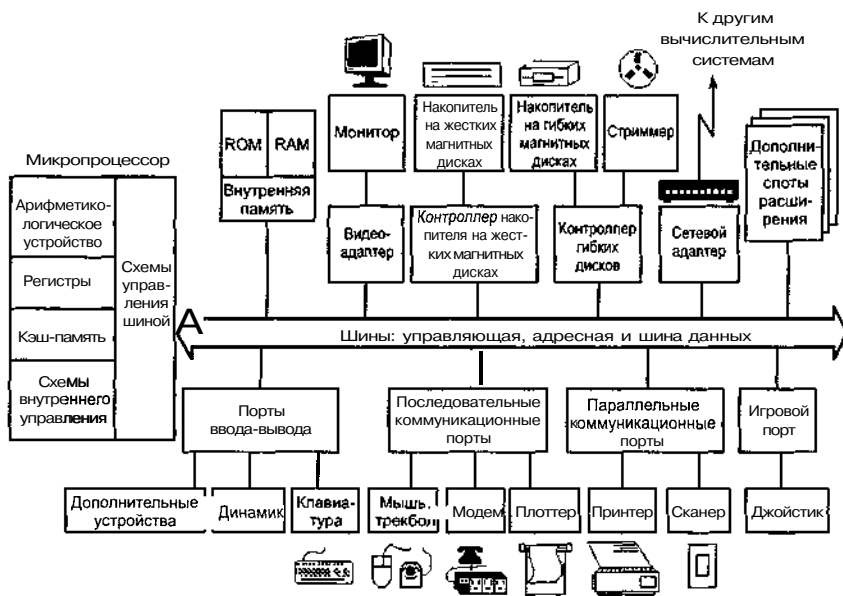 К другим
вычислительным
системам
Монитор
Накопитель
на жестких
магнитных
дисках
Накопитель
на гибких
магнитных
дисках
Стриммер
ROM RAM
Внутренняя
память
Дополни-
тельные
споты
расши-
рения
Микропроцессор
Арифметико-
логическое
устройство
Регистры
Кэш-память
Схемы
внутреннего
управления
Схемы
управ-
ления
шиной
Видео-
адаптер
Контроллер нако-
пителя на жест-
ких магнитных
дисках
Контроллер
гибких
дисков
Сетевой
адаптер
А
Шины: управляющая, адресная и шина данных
Порты
ввода-вывода
Последовательные
коммуникационные
порты
Параллельные
коммуникационные
порты
Игровой
порт
Дополнительные
устройства
Динамик
Клавиа-
тура
Мышь,
трекбол
Модем
Плоттер
Принтер
Сканер
Джойстик